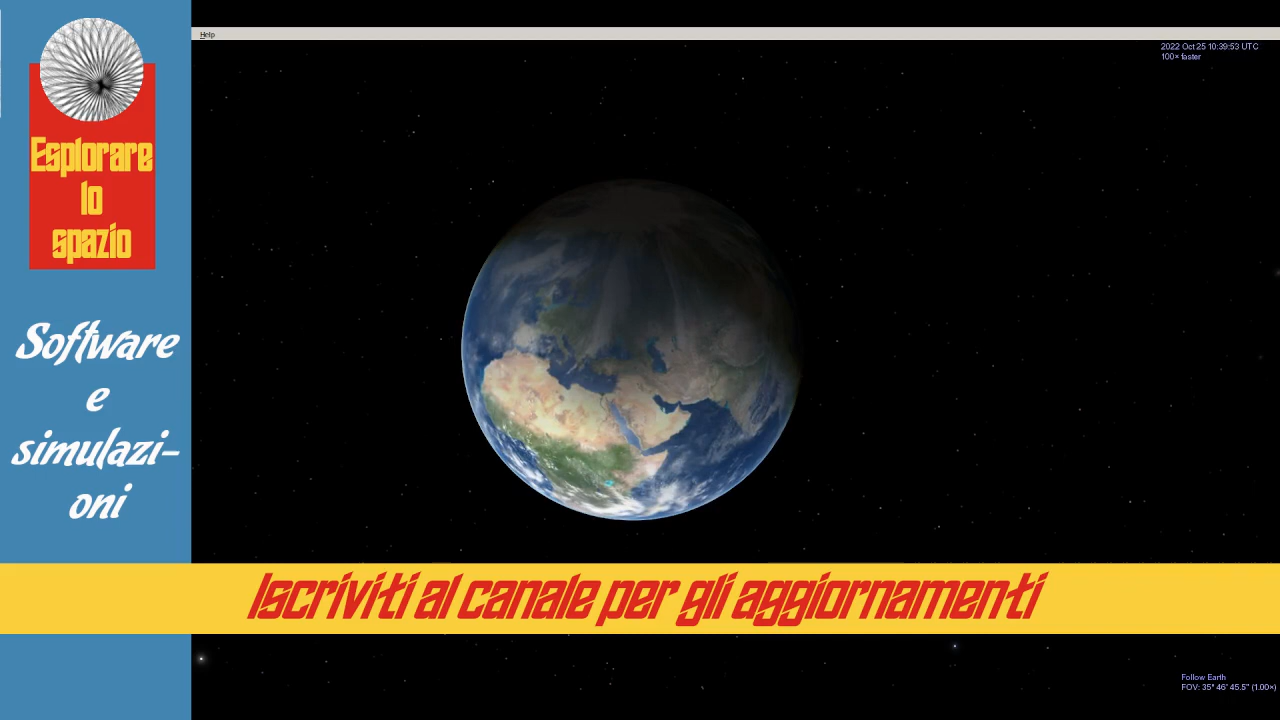 Help
2022 Oct 25 10:39:53 UTC
100× faster
Esplorare
lo
spazio
Software
e
simulazi-
oni
Iscriviti al canale per gli aggiornamenti
Follow Earth
FOV: 35° 46' 45.5" (1.00×)